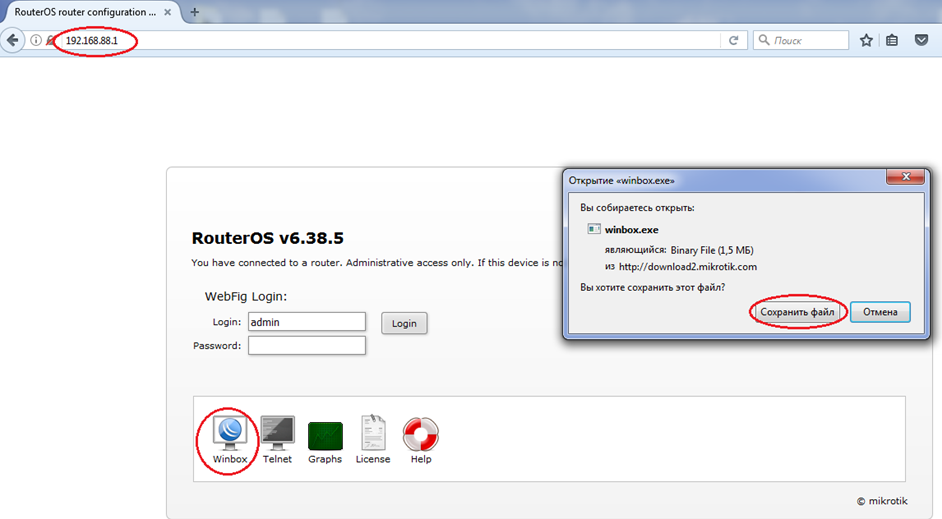 RouterOS router configuration ...
192.168.88.1
Поиск
Открытие «winbox.exe»
Вы собираетесь открыть:
winbox.exe
являющийся: Binary File (1,5 МБ)
из http://download2.mikrotik.com
Вы хотите сохранить этот файл?
Сохранить файл
Отмена
RouterOS v6.38.5
You have connected to a router. Administrative access only. If this device is
WebFig Login:
Login: admin
Login
Password:
Winbox
Telnet
Graphs
License
Help
© mikrotik